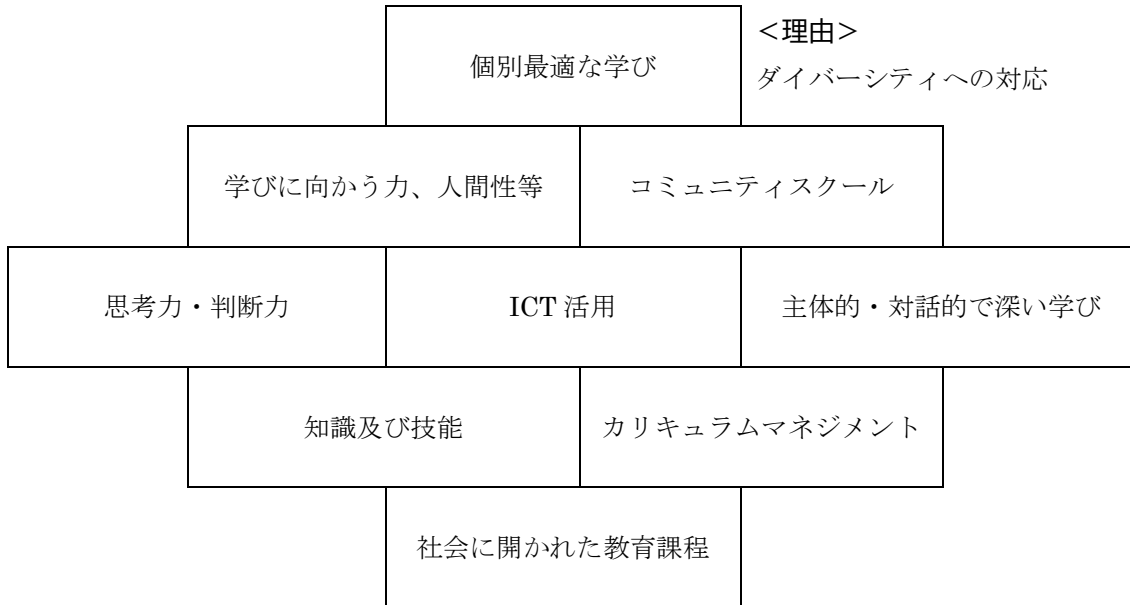 個別最適な学び
＜理由＞
ダイバーシティへの対応
学びに向かう力、人間性等
コミュニティスクール
思考力・判断力
ICT 活用
主体的・対話的で深い学び
知識及び技能
カリキュラムマネジメント
社会に開かれた教育課程